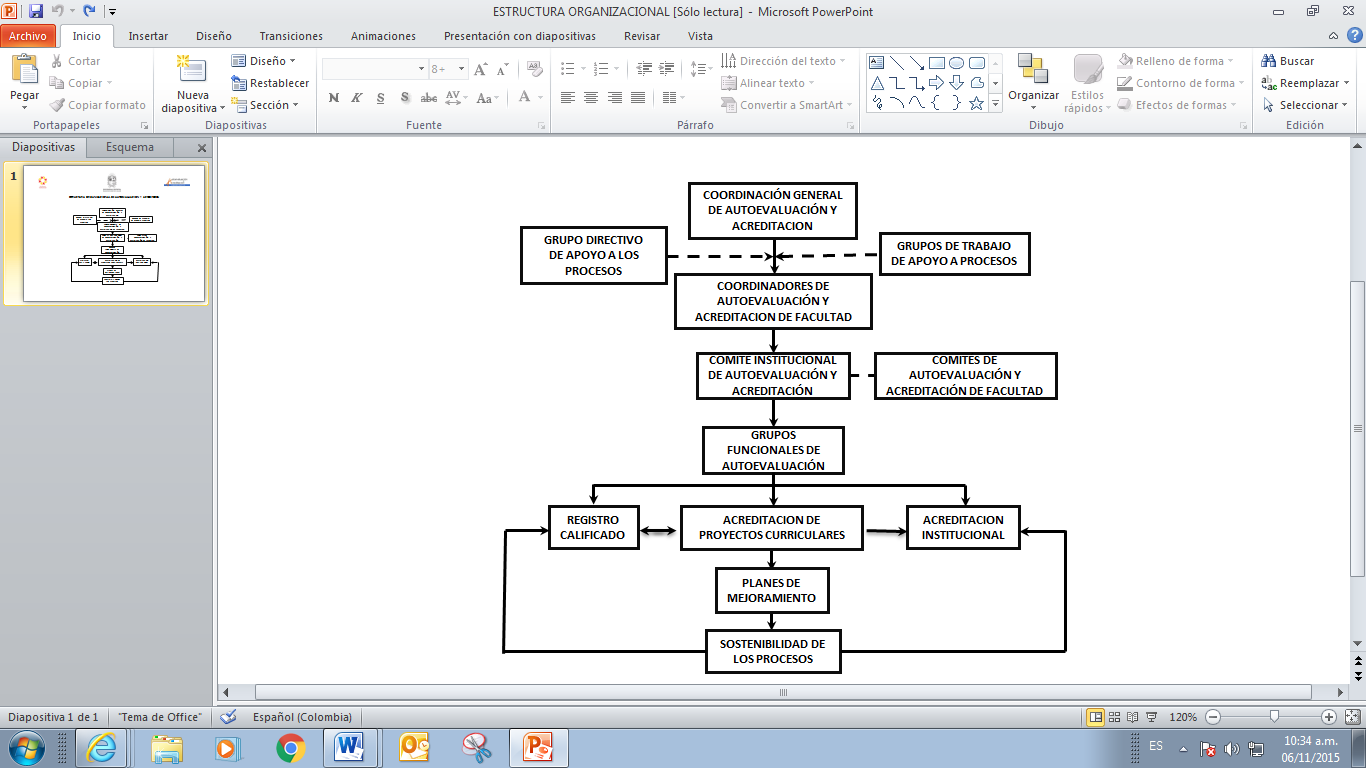 ESTRUCTURA ORGANIZACIONAL [Sólo lectura] - Microsoft PowerPoint
Archivo Inicio Insertar Diseño Transiciones Animaciones Presentación con diapositivas Revisar Vista
Pegar
Cortar
Copiar
Copiar formato
Portapapeles
Nueva
diapositiva
Diseño
Restablecer
Sección
Diapositivas
8+
N K S S abc AV Aa A
Fuente
Dirección del texto
Alinear texto
Convertir a SmartArt
Párrafo
Organizar
Estilos
rápidos
Relleno de forma
Contorno de forma
Efectos de formas
Dibujo
Buscar
Reemplazar
Seleccionar
Edición
Diapositivas Esquema
1
COORDINACIÓN GENERAL
DE AUTOEVALUACIÓN Y
ACREDITACION
GRUPO DIRECTIVO
DE APOYO A LOS
PROCESOS
GRUPOS DE TRABAJO
DE APOYO A PROCESOS
COORDINADORES DE
AUTOEVALUACIÓN Y
ACREDITACION DE FACULTAD
COMITE INSTITUCIONAL
DE AUTOEVALUACIÓN Y
ACREDITACIÓN
COMITES DE
AUTOEVALUACIÓN Y
ACREDITACIÓN DE FACULTAD
GRUPOS
FUNCIONALES DE
AUTOEVALUACIÓN
REGISTRO
CALIFICADO
ACREDITACION DE
PROYECTOS CURRICULARES
ACREDITACION
INSTITUCIONAL
PLANES DE
MEJORAMIENTO
SOSTENIBILIDAD DE
LOS PROCESOS
Diapositiva 1 de 1 "Tema de Office" Español (Colombia) 120%
ES
10:34 a.m.
06/11/2015